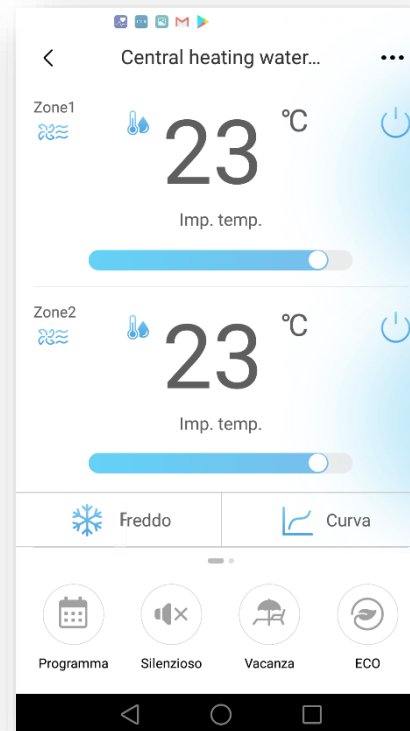 Central heating water...
Zone1
23 °C
Imp. temp.
Zone2
23 °C
Imp. temp.
Freddo
Curva
Programma
Silenzioso
Vacanza
ECO